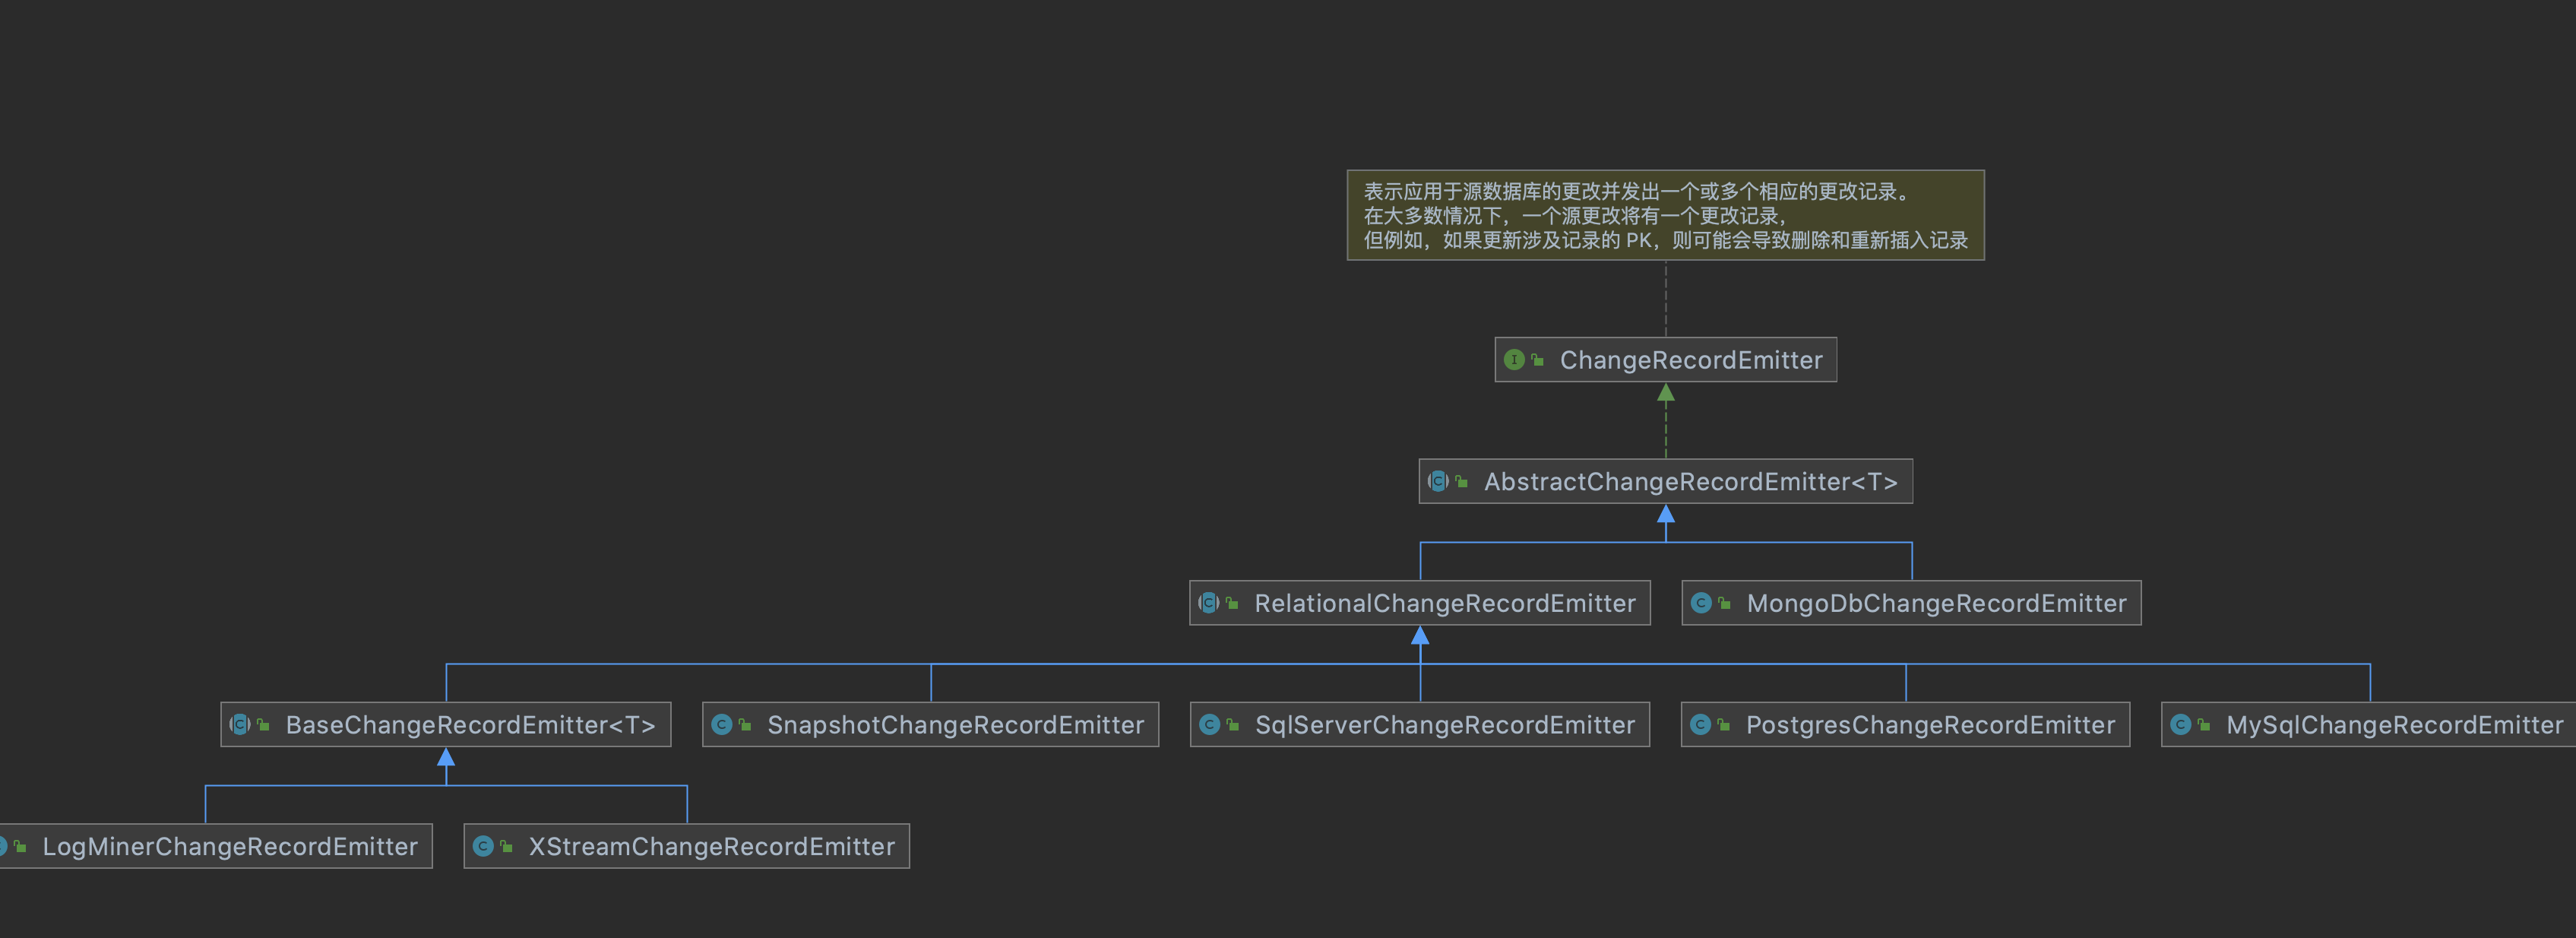 表示应用于源数据库的更改并发出一个或多个相应的更改记录。
在大多数情况下，一个源更改将有一个更改记录，
但例如，如果更新涉及记录的 PK，则可能会导致删除和重新插入记录
I ChangeRecordEmitter
C AbstractChangeRecordEmitter<T>
C RelationalChangeRecordEmitter
C MongoDbChangeRecordEmitter
C BaseChangeRecordEmitter<T>
C SnapshotChangeRecordEmitter
C SqlServerChangeRecordEmitter
C PostgresChangeRecordEmitter
C MySqlChangeRecordEmitter
LogMinerChangeRecordEmitter
C XStreamChangeRecordEmitter